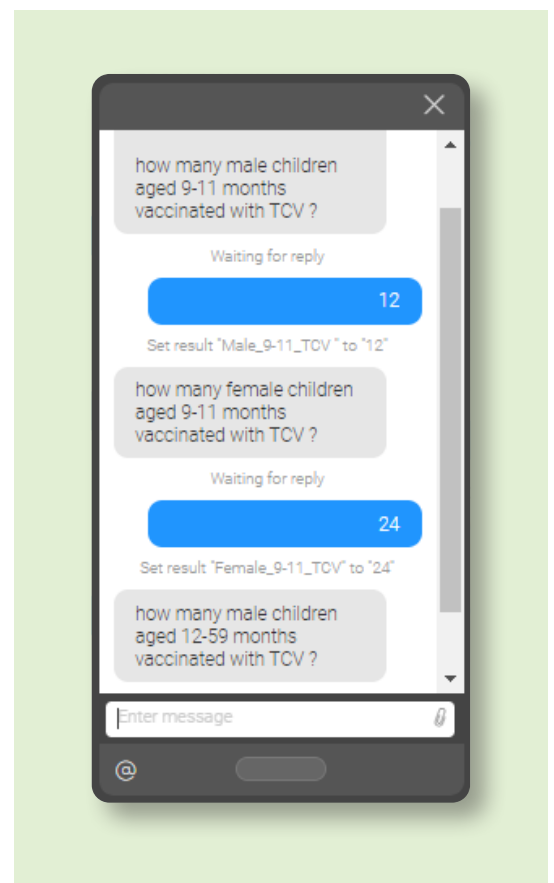 how many male children
aged 9-11 months
vaccinated with TCV ?
Waiting for reply
12
Set result "Male_9-11_TCV " to "12"
how many female children
aged 9-11 months
vaccinated with TCV ?
Waiting for reply
24
Set result "Female_9-11_TCV" to "24"
how many male children
aged 12-59 months
vaccinated with TCV ?
Enter message
@